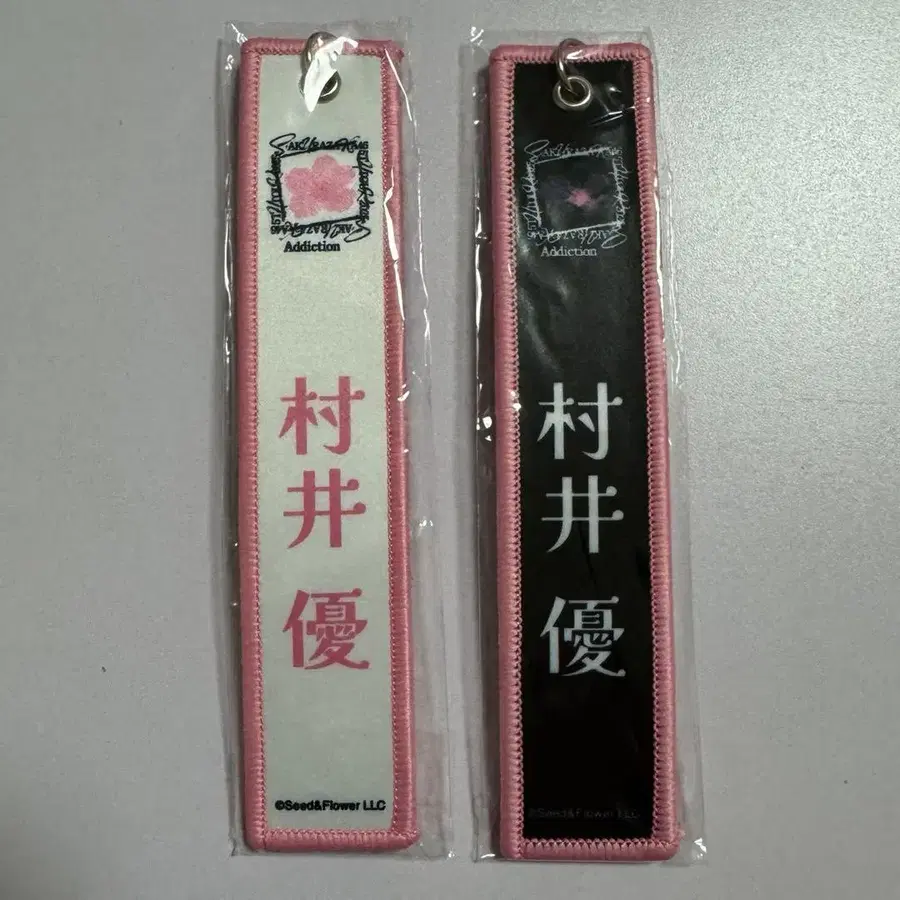 Addiction
村井 優
©Seed&Flower LLC
Addiction
村井 優
©Seed&Flower LLC